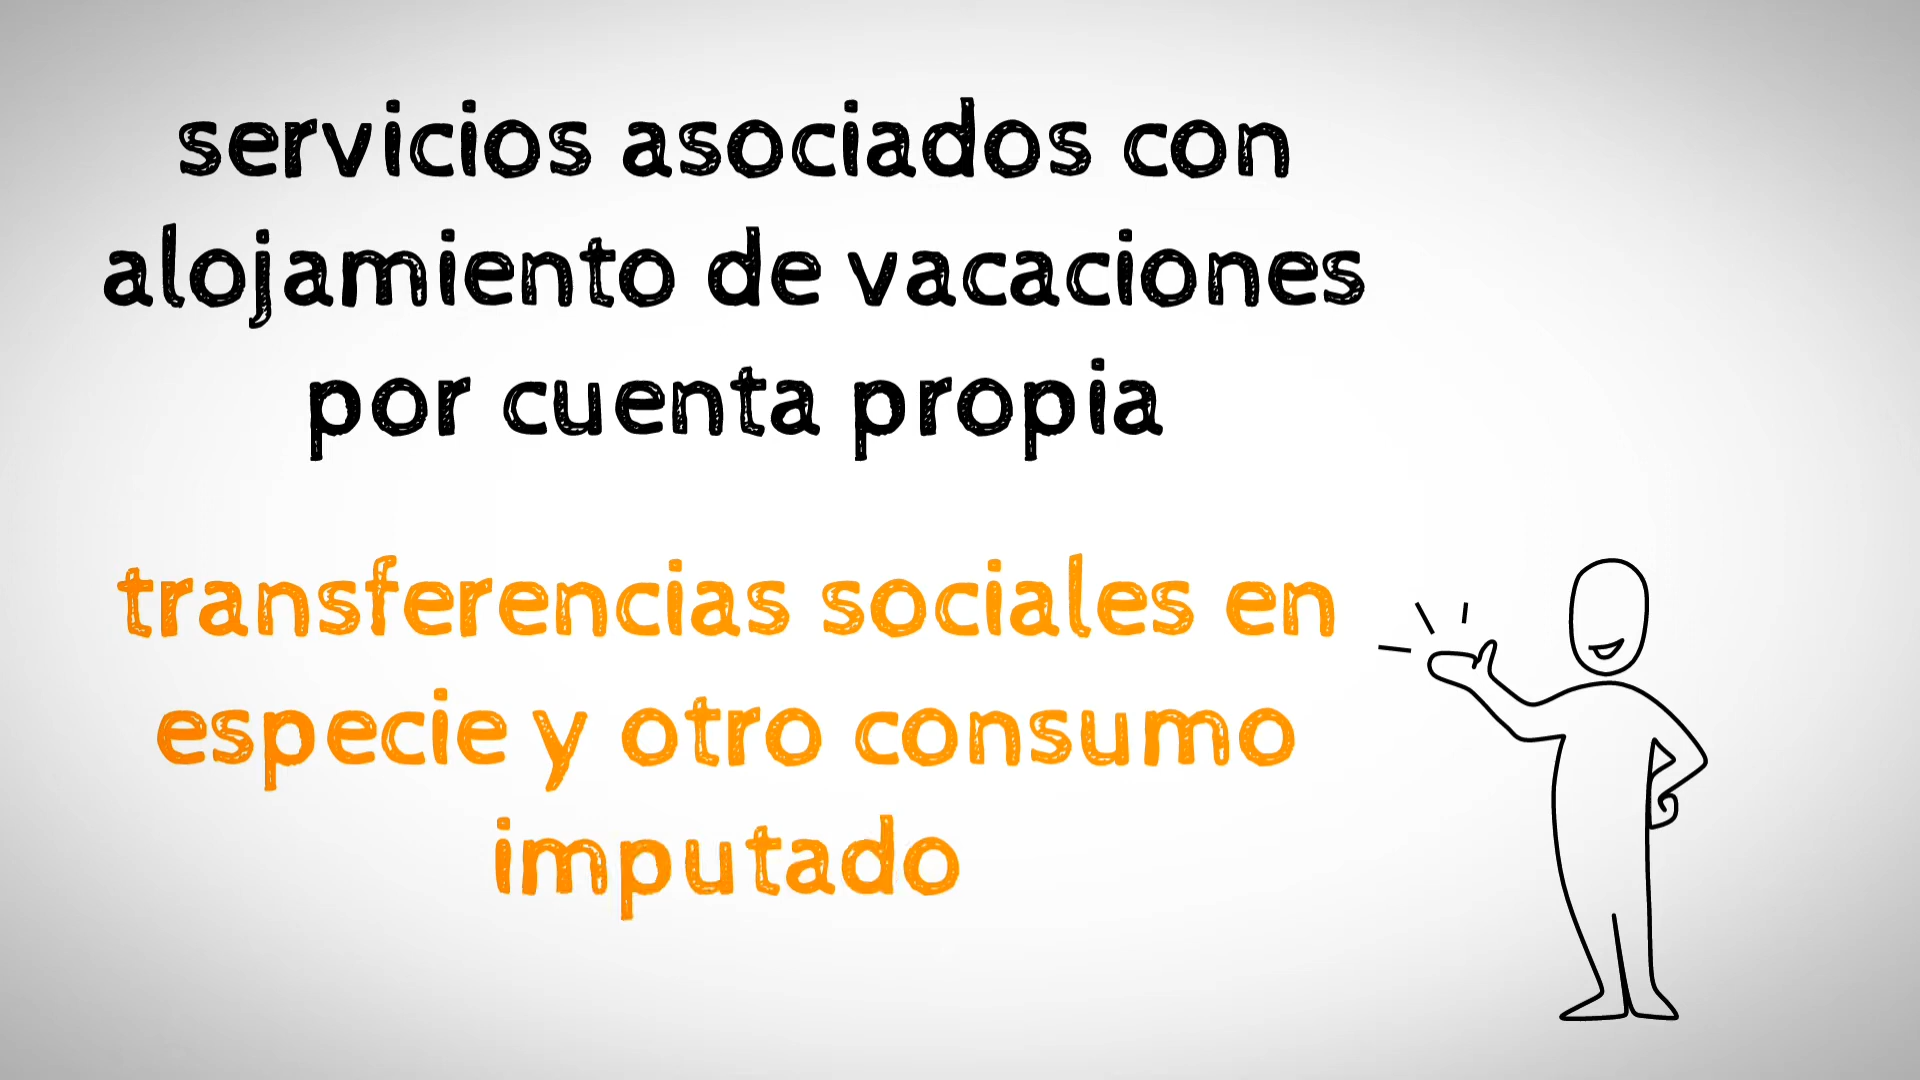 servicios asociados con
alojamiento de vacaciones
por cuenta propia
transferencias sociales en
especie y otro consumo
imputado